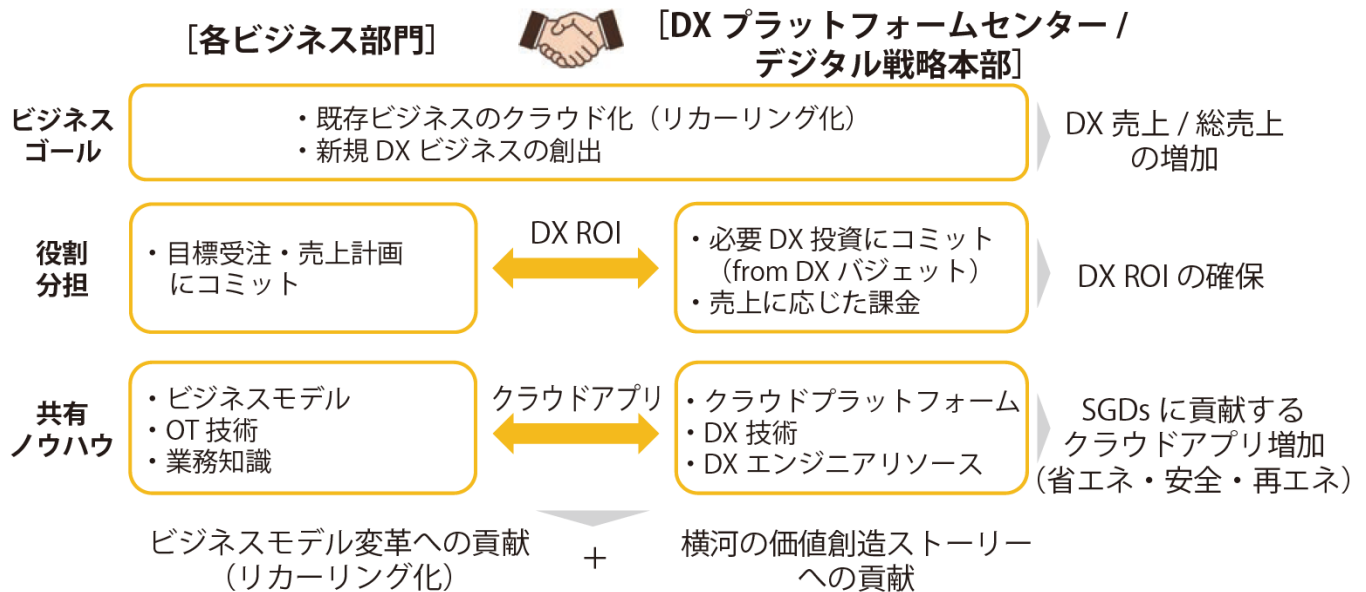 [各ビジネス部門]
[DX プラットフォームセンター /
デジタル戦略本部]
ビジネス
ゴール
・既存ビジネスのクラウド化（リカーリング化）
・新規 DX ビジネスの創出
DX 売上 / 総売上
の増加
役割
分担
・目標受注・売上計画
にコミット
DX ROI
・必要 DX 投資にコミット
（from DX バジェット）
・売上に応じた課金
DX ROI の確保
共有
ノウハウ
・ビジネスモデル
・OT 技術
・業務知識
クラウドアプリ
・クラウドプラットフォーム
・DX 技術
・DX エンジニアリソース
SGDs に貢献する
クラウドアプリ増加
（省エネ・安全・再エネ）
ビジネスモデル変革への貢献
（リカーリング化）
+
横河の価値創造ストーリー
への貢献